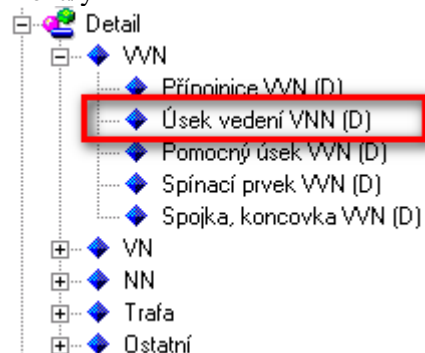 Detail
VVN
Přípojnice VVN (D)
Úsek vedení VNN (D)
Pomocný úsek VVN (D)
Spínací prvek VVN (D)
Spojka, koncovka VVN (D)
VN
NN
Trafa
Ostatní